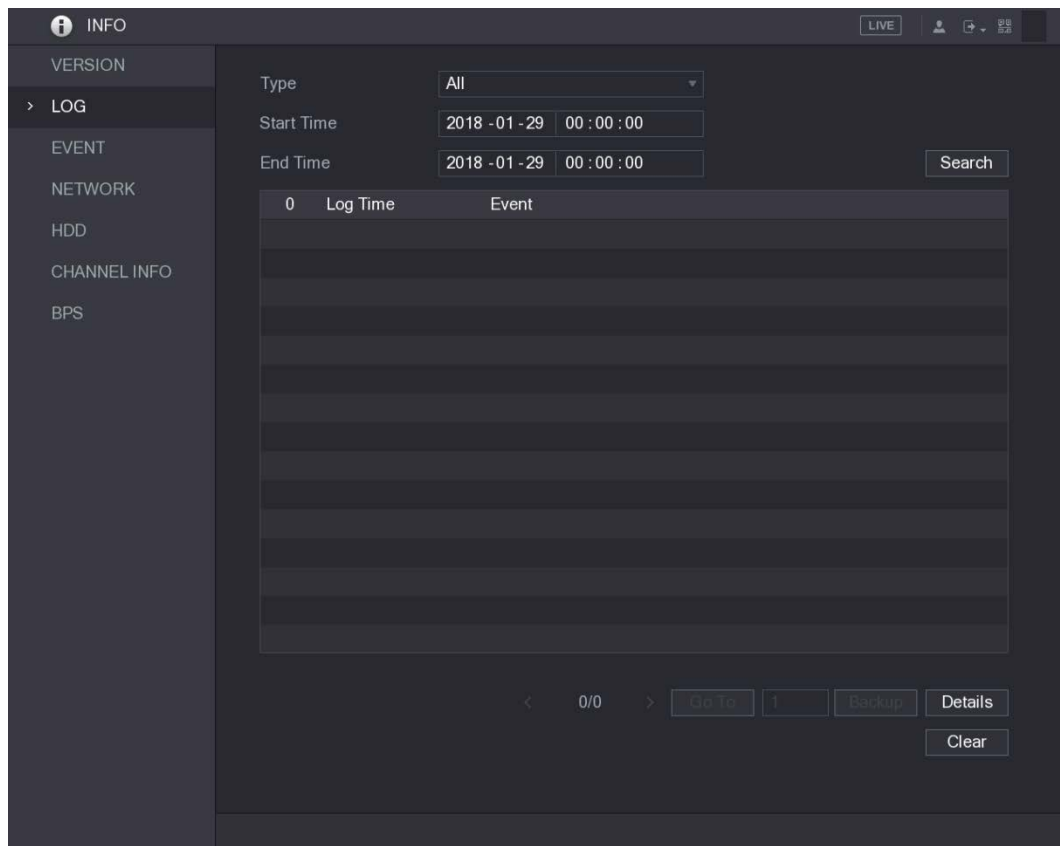 INFO
LIVE
VERSION
LOG
EVENT
NETWORK
HDD
CHANNEL INFO
BPS
Type All
Start Time 2018 -01 -29 00 : 00 : 00
End Time 2018 -01 -29 00 : 00 : 00 Search
0 Log Time Event
< 0/0 > Go To 1 Backup Details
Clear